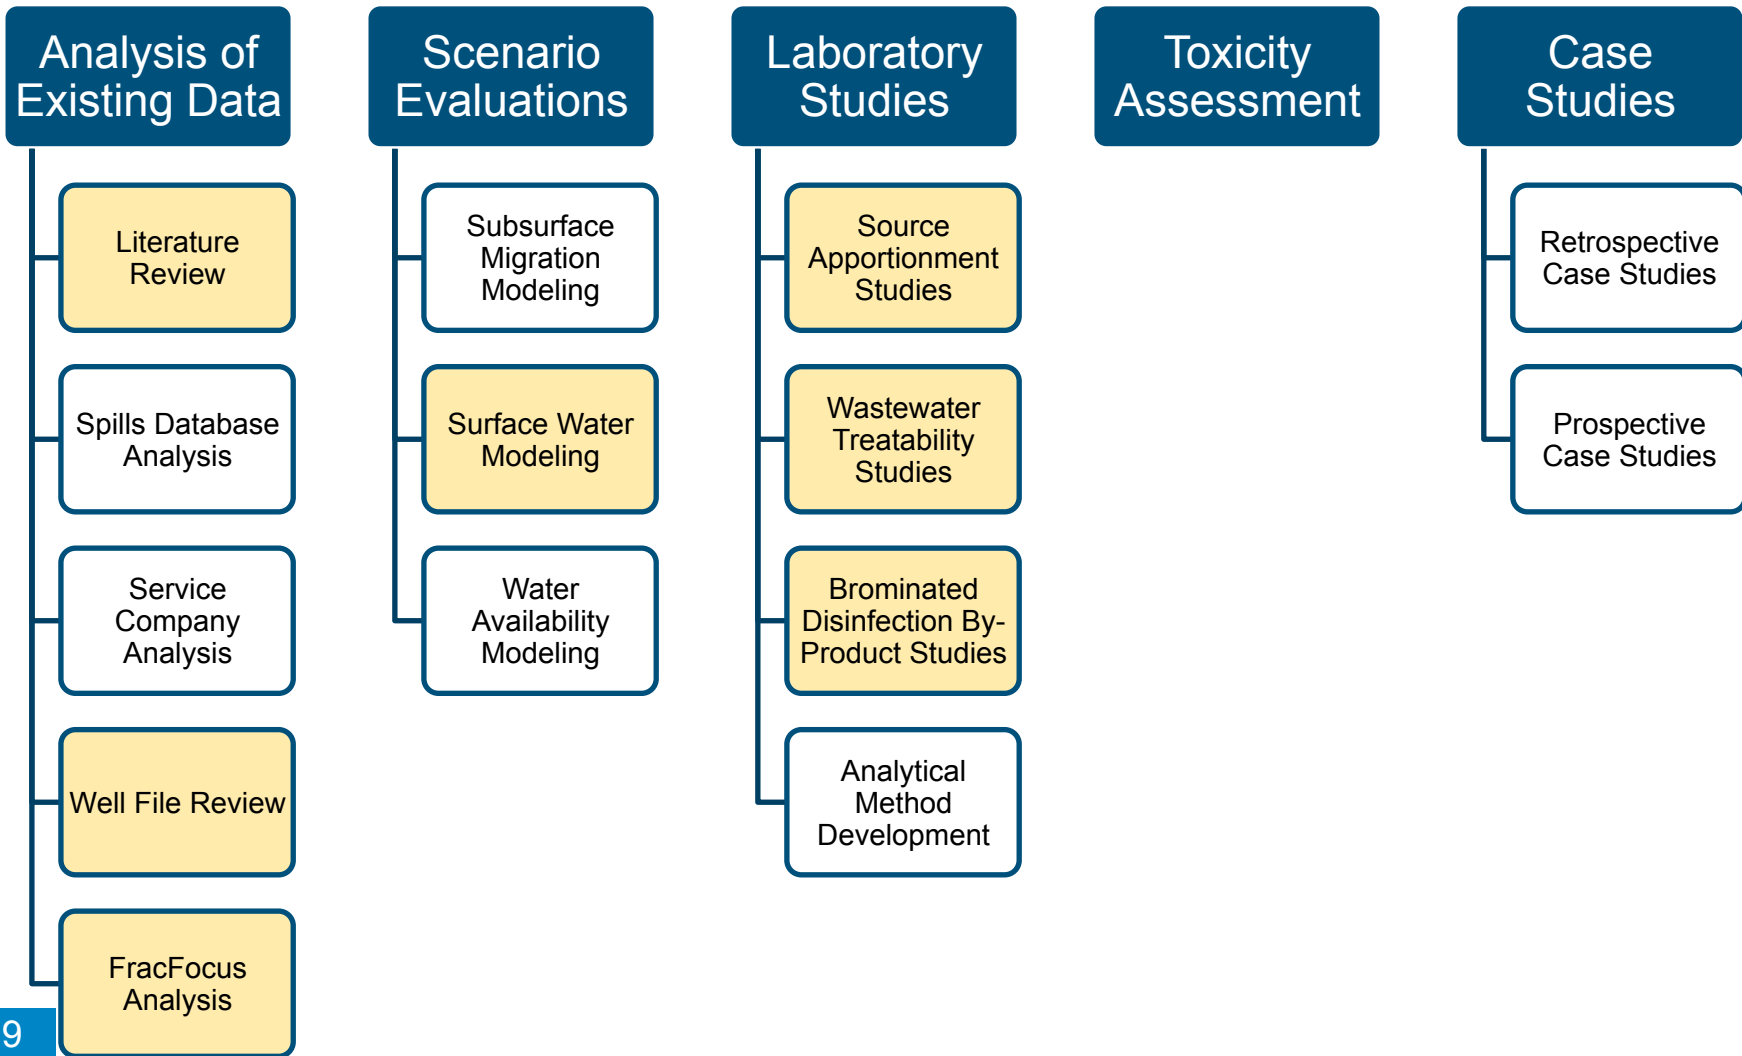 Analysis of
Existing Data
Literature
Review
Spills Database
Analysis
Service
Company
Analysis
Well File Review
FracFocus
Analysis
Scenario
Evaluations
Subsurface
Migration
Modeling
Surface Water
Modeling
Water
Availability
Modeling
Laboratory
Studies
Source
Apportionment
Studies
Wastewater
Treatability
Studies
Brominated
Disinfection By-
Product Studies
Analytical
Method
Development
Toxicity
Assessment
Case
Studies
Retrospective
Case Studies
Prospective
Case Studies
9